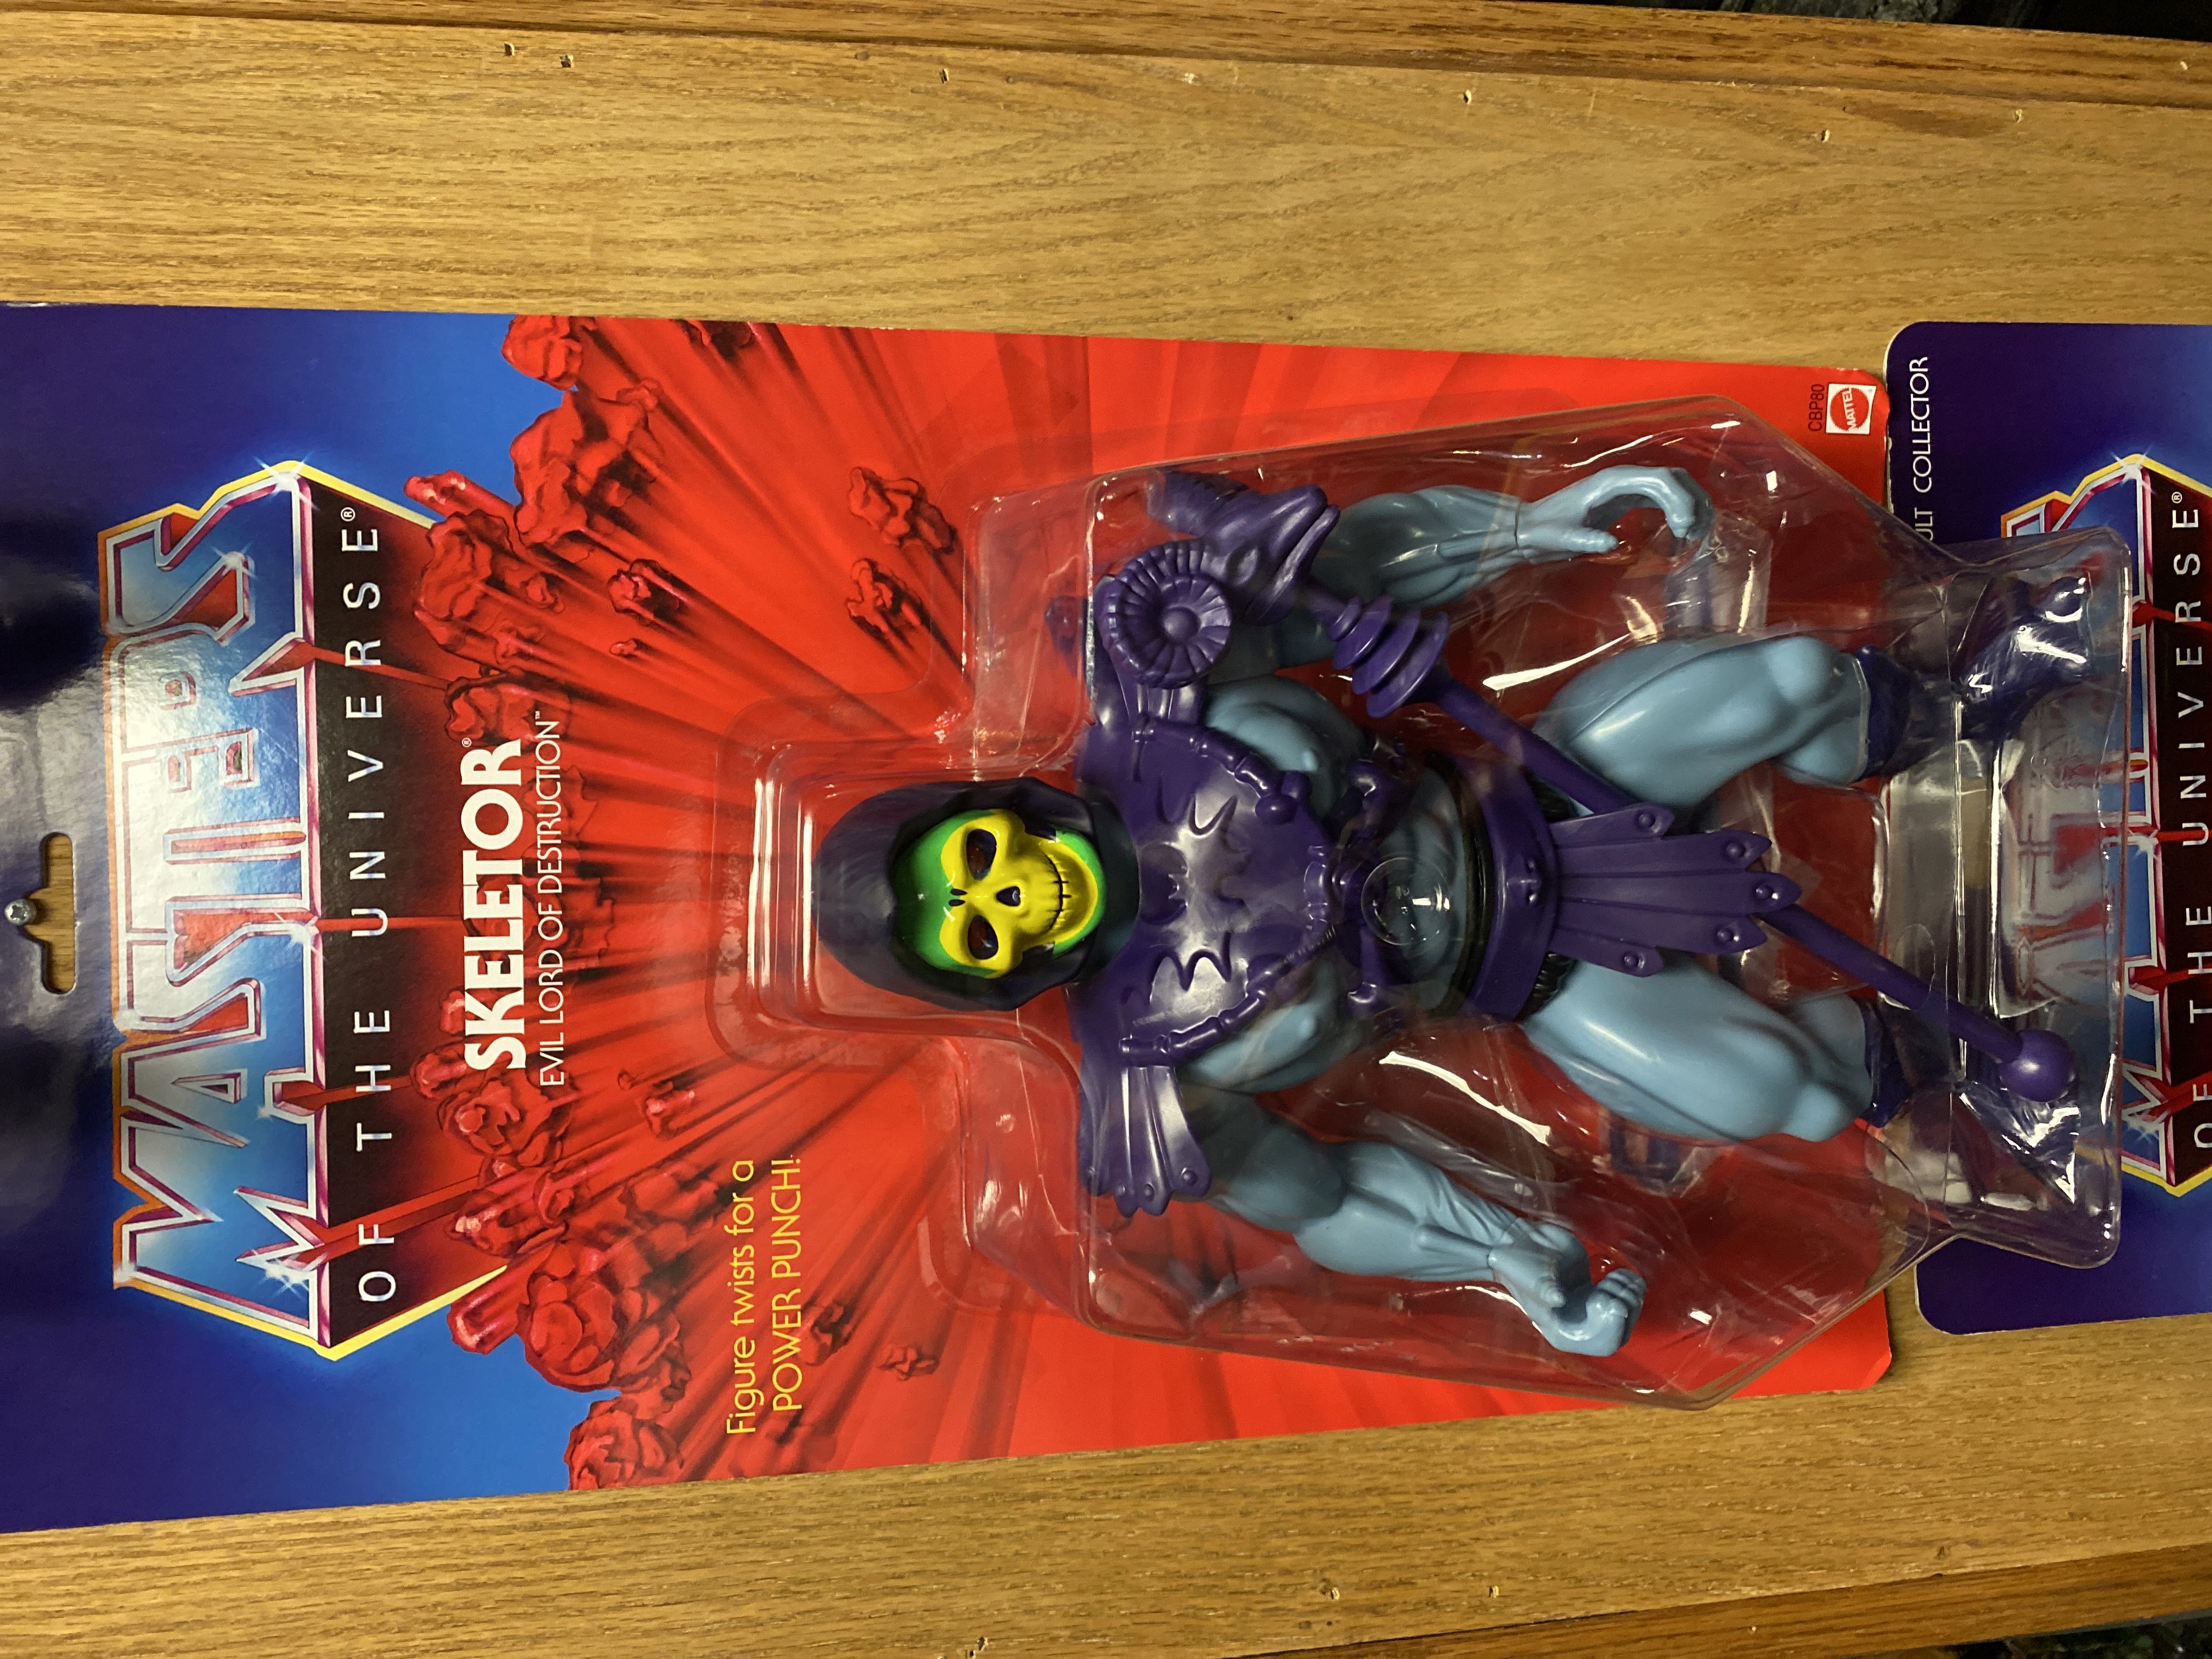 MASTERS
OF THE UNIVERSE®
SKELETOR®
EVIL LORD OF DESTRUCTION™
Figure twists for a
POWER PUNCH!
CBP80
MATTEL
COLLECTOR
OF THE UNIVERSE®